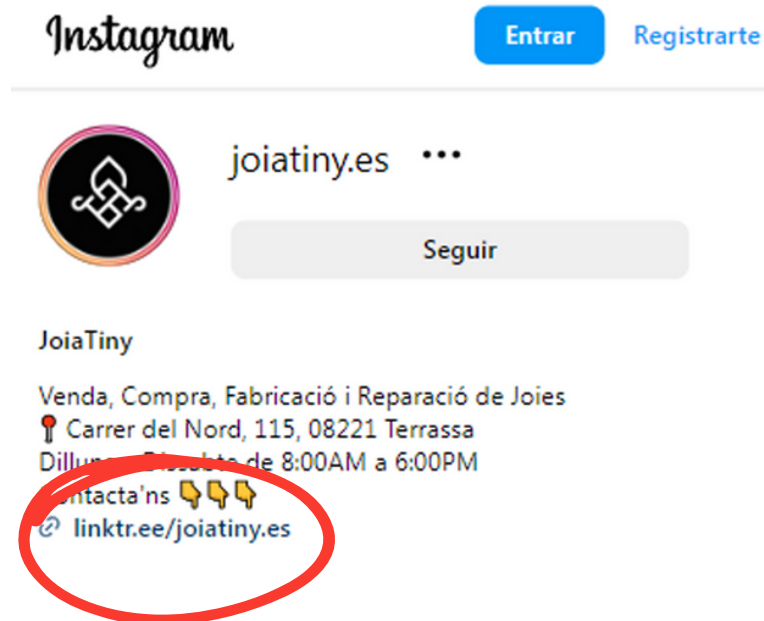 Instagram
Entrar
Registrarte
joiatiny.es
Seguir
JoiaTiny
Venda, Compra, Fabricació i Reparació de Joies
Carrer del Nord, 115, 08221 Terrassa
de 8:00AM a 6:00PM
linktr.ee/joiatiny.es